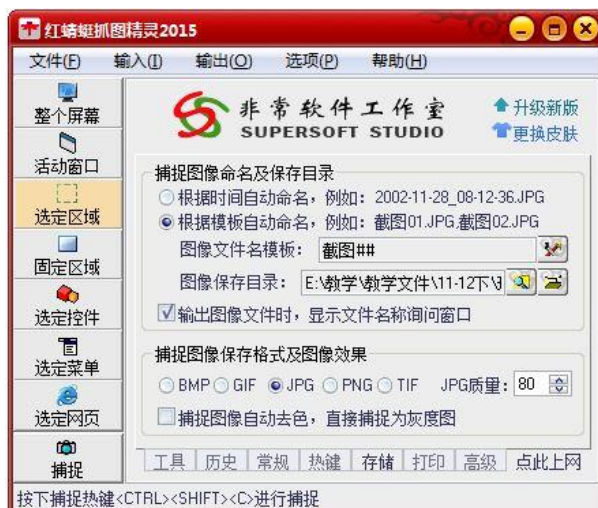 红蜻蜓抓图精灵2015
文件(F) 输入(I) 输出(O) 选项(P) 帮助(H)
整个屏幕
活动窗口
选定区域
固定区域
选定控件
选定菜单
选定网页
捕捉
非常软件工作室
SUPERSOFT STUDIO
升级新版
更换皮肤
捕捉图像命名及保存目录
根据时间自动命名，例如：2002-11-28_08-12-36.JPG
根据模板自动命名，例如：截图01.JPG,截图02.JPG
图像文件名模板：截图##
图像保存目录：E:\教学\教学文件\11-12下\
输出图像文件时，显示文件名称询问窗口
捕捉图像保存格式及图像效果
BMP GIF JPG PNG TIF JPG质量：80
捕捉图像自动去色，直接捕捉为灰度图
工具 历史 常规 热键 存储 打印 高级 点此上网
按下捕捉热键<CTRL><SHIFT><C>进行捕捉